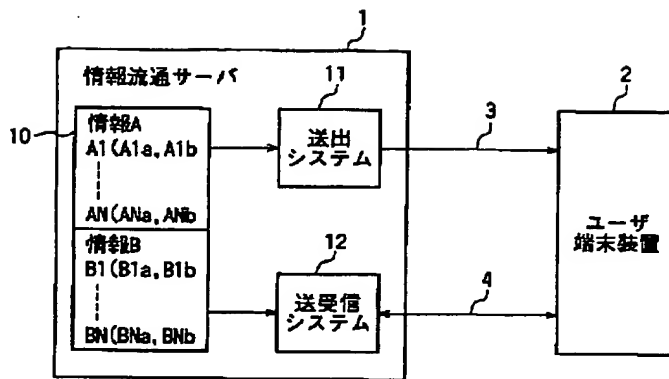 1
情報流通サーバ
10
情報A
A1(A1a, A1b
AN(ANa, ANb
情報B
B1(B1a, B1b
BN(BNa, BNb
11
送出
システム
12
送受信
システム
3
4
2
ユーザ
端末装置